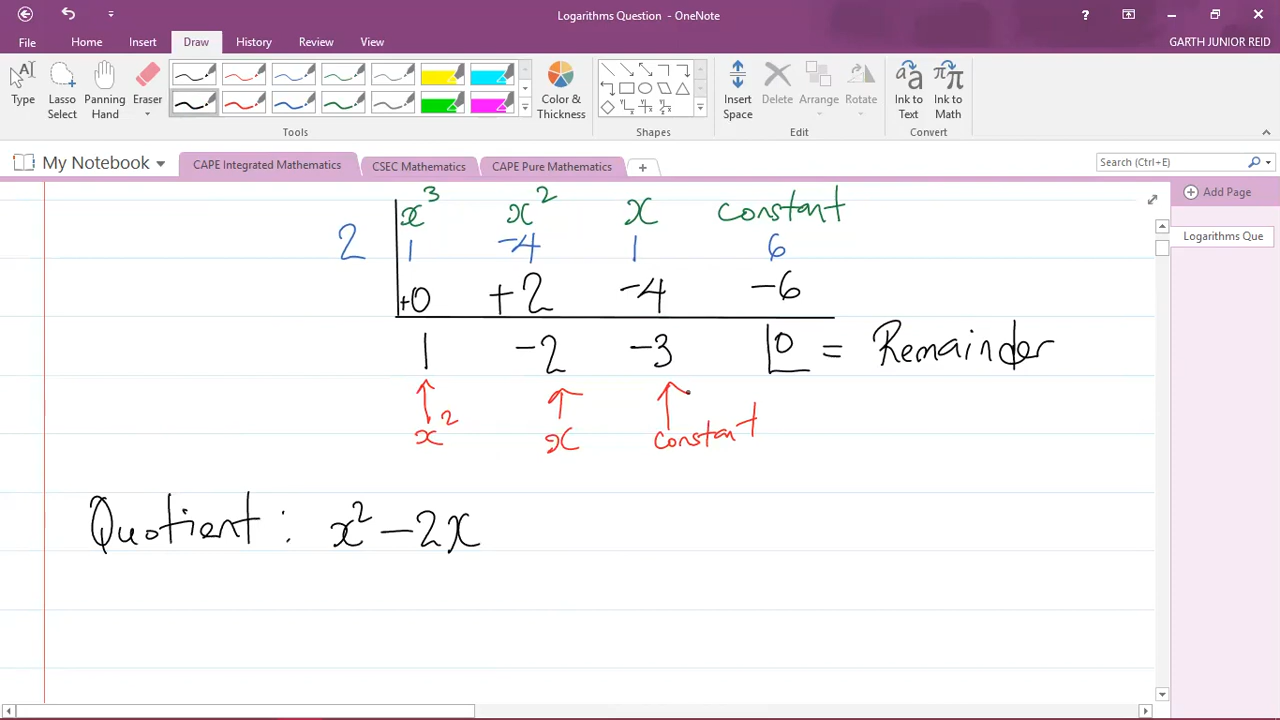 Logarithms Question - OneNote
File Home Insert Draw History Review View
GARTH JUNIOR REID
Type Lasso Select Panning Hand Eraser
Color & Thickness
Insert Space Delete Arrange Rotate
Ink to Text Ink to Math
Tools Shapes Edit Convert
My Notebook CAPE Integrated Mathematics CSEC Mathematics CAPE Pure Mathematics
Search (Ctrl+E)
Add Page
Logarithms Que
x³ x² x constant
2 1 -4 1 6
+0 +2 -4 -6
1 -2 -3 0 = Remainder
x² x constant
Quotient : x² - 2x